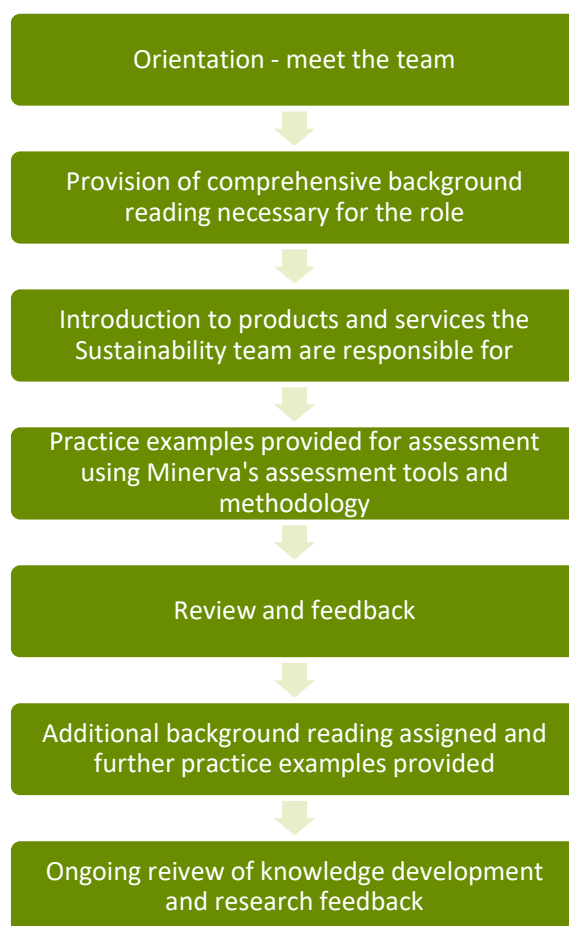 Orientation - meet the team
Provision of comprehensive background
reading necessary for the role
Introduction to products and services the
Sustainability team are responsible for
Practice examples provided for assessment
using Minerva's assessment tools and
methodology
Review and feedback
Additional background reading assigned and
further practice examples provided
Ongoing reivew of knowledge development
and research feedback